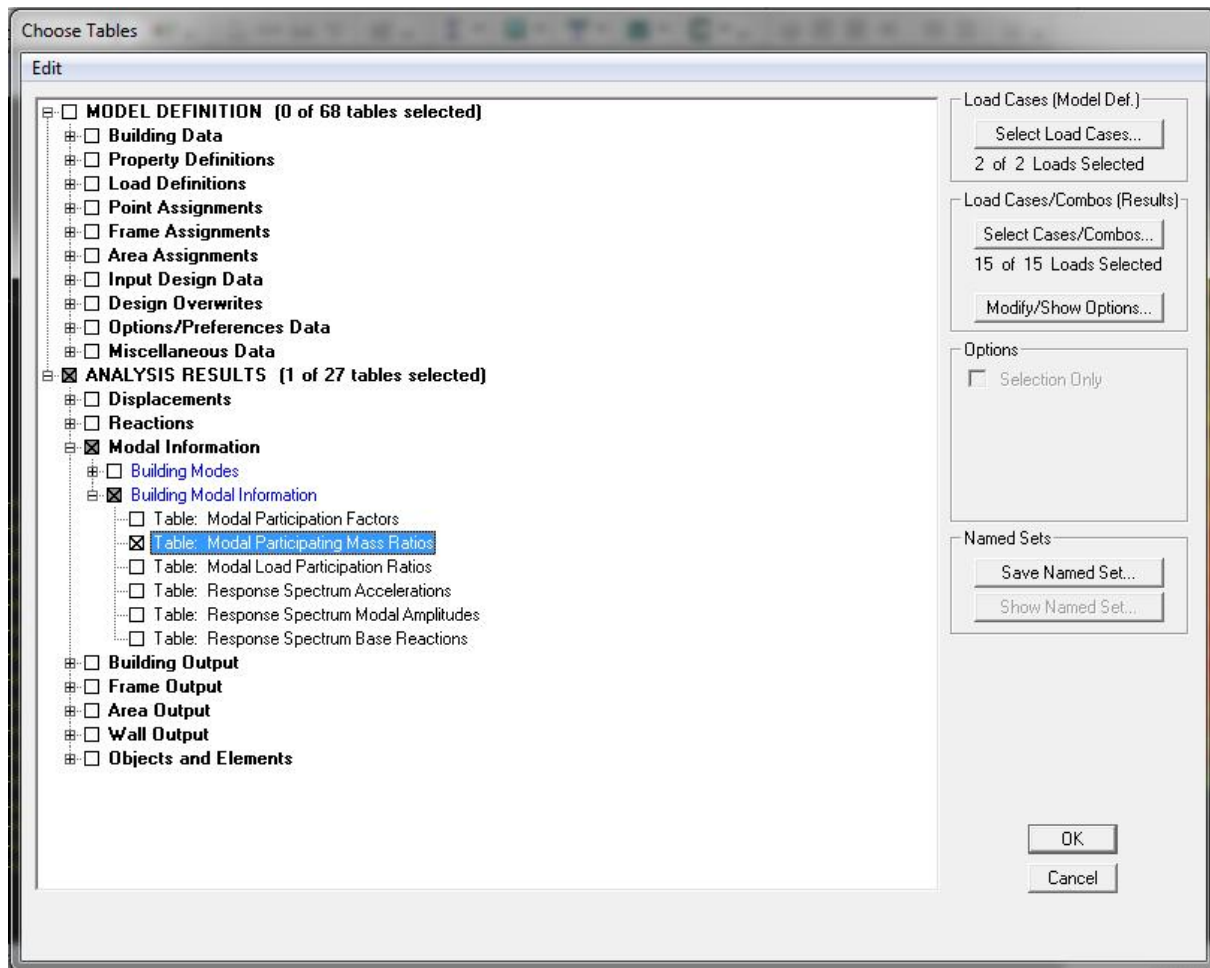 Choose Tables
Edit
MODEL DEFINITION (0 of 68 tables selected)
Building Data
Property Definitions
Load Definitions
Point Assignments
Frame Assignments
Area Assignments
Input Design Data
Design Overwrites
Options/Preferences Data
Miscellaneous Data
ANALYSIS RESULTS (1 of 27 tables selected)
Displacements
Reactions
Modal Information
Building Modes
Building Modal Information
Table: Modal Participation Factors
Table: Modal Participating Mass Ratios
Table: Modal Load Participation Ratios
Table: Response Spectrum Accelerations
Table: Response Spectrum Modal Amplitudes
Table: Response Spectrum Base Reactions
Building Output
Frame Output
Area Output
Wall Output
Objects and Elements
Load Cases (Model Def.)
Select Load Cases...
2 of 2 Loads Selected
Load Cases/Combos (Results)
Select Cases/Combos...
15 of 15 Loads Selected
Modify/Show Options...
Options
Selection Only
Named Sets
Save Named Set...
Show Named Set...
OK
Cancel